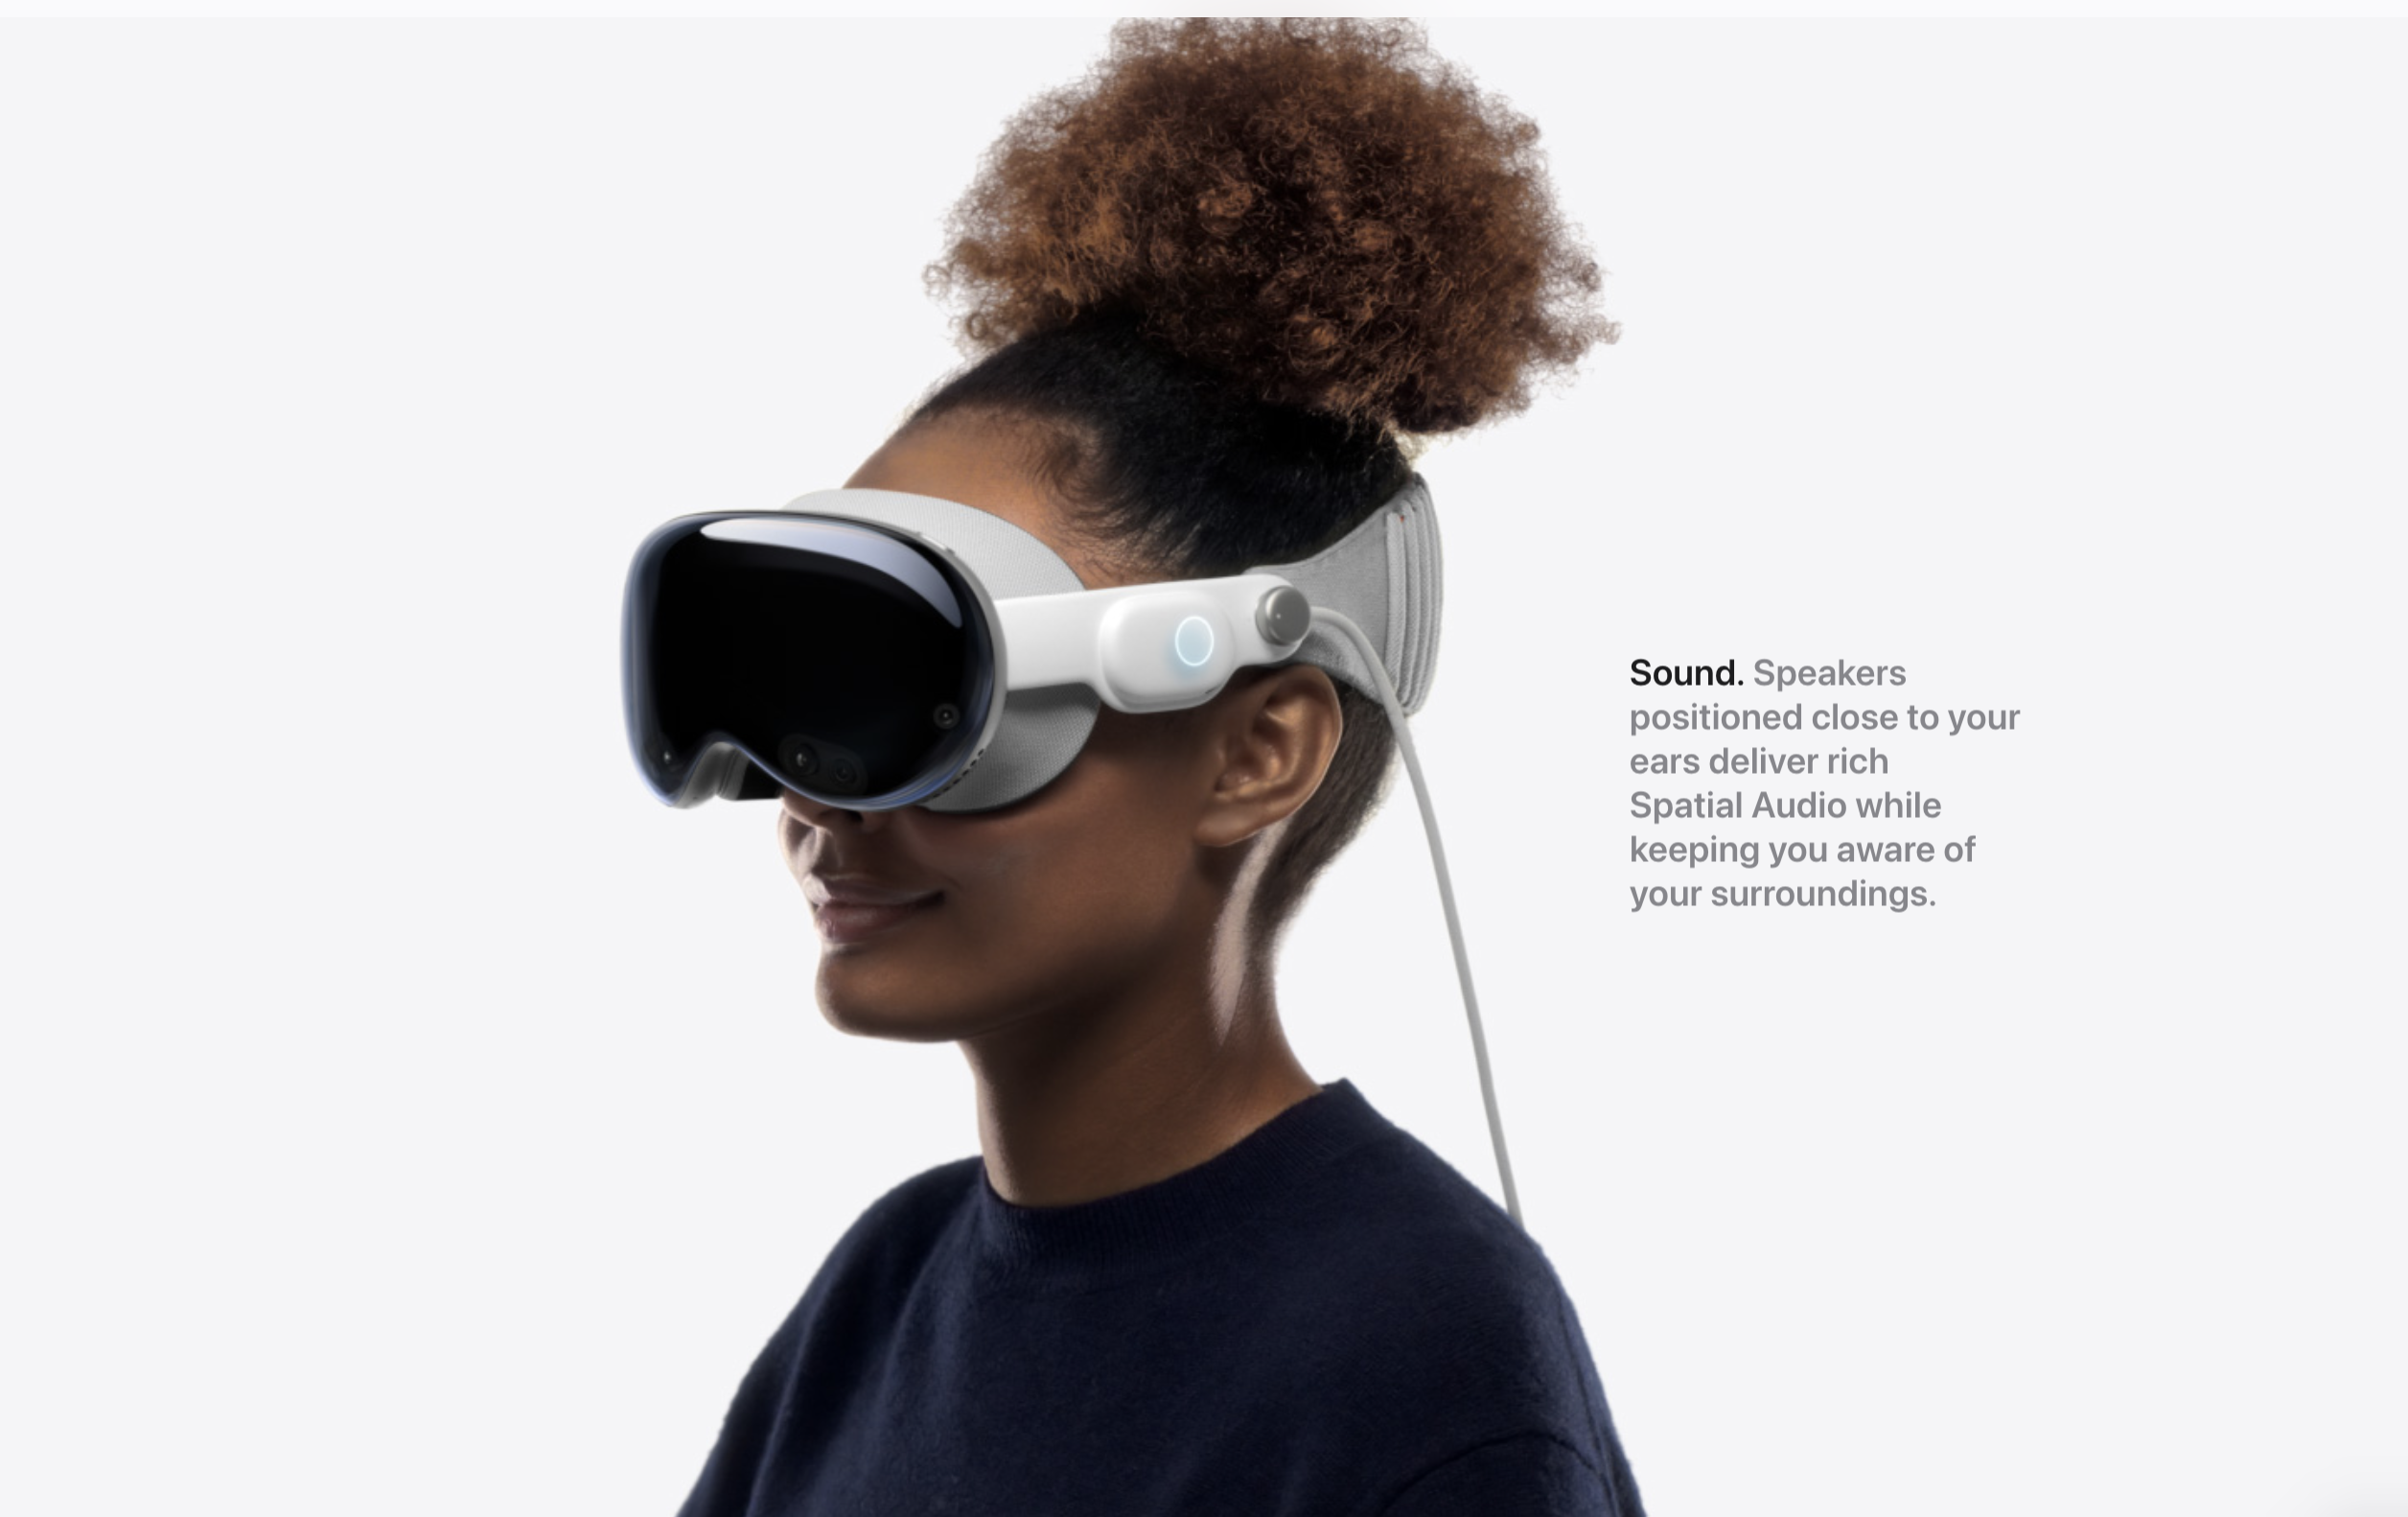 Sound. Speakers
positioned close to your
ears deliver rich
Spatial Audio while
keeping you aware of
your surroundings.